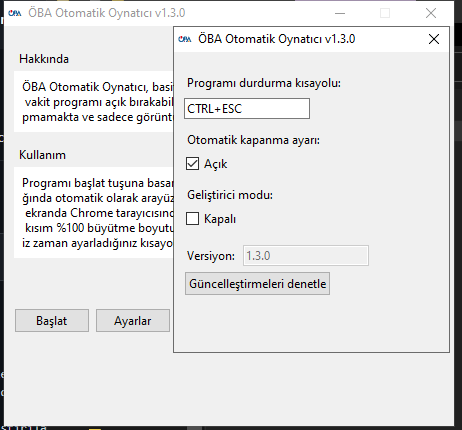 ÖBA Otomatik Oynatıcı v1.3.0
Hakkında
ÖBA Otomatik Oynatıcı, basi
vakit programı açık bırakabil
pmamakta ve sadece görüntü
Kullanım
Programı başlat tuşuna basar
ğında otomatik olarak arayüz
ekranda Chrome tarayıcısınd
kısım %100 büyütme boyutu
iz zaman ayarladığınız kısayo
Başlat
Ayarlar
ÖBA Otomatik Oynatıcı v1.3.0
Programı durdurma kısayolu:
CTRL+ESC
Otomatik kapanma ayarı:
Açık
Geliştirici modu:
Kapalı
Versiyon: 1.3.0
Güncelleştirmeleri denetle